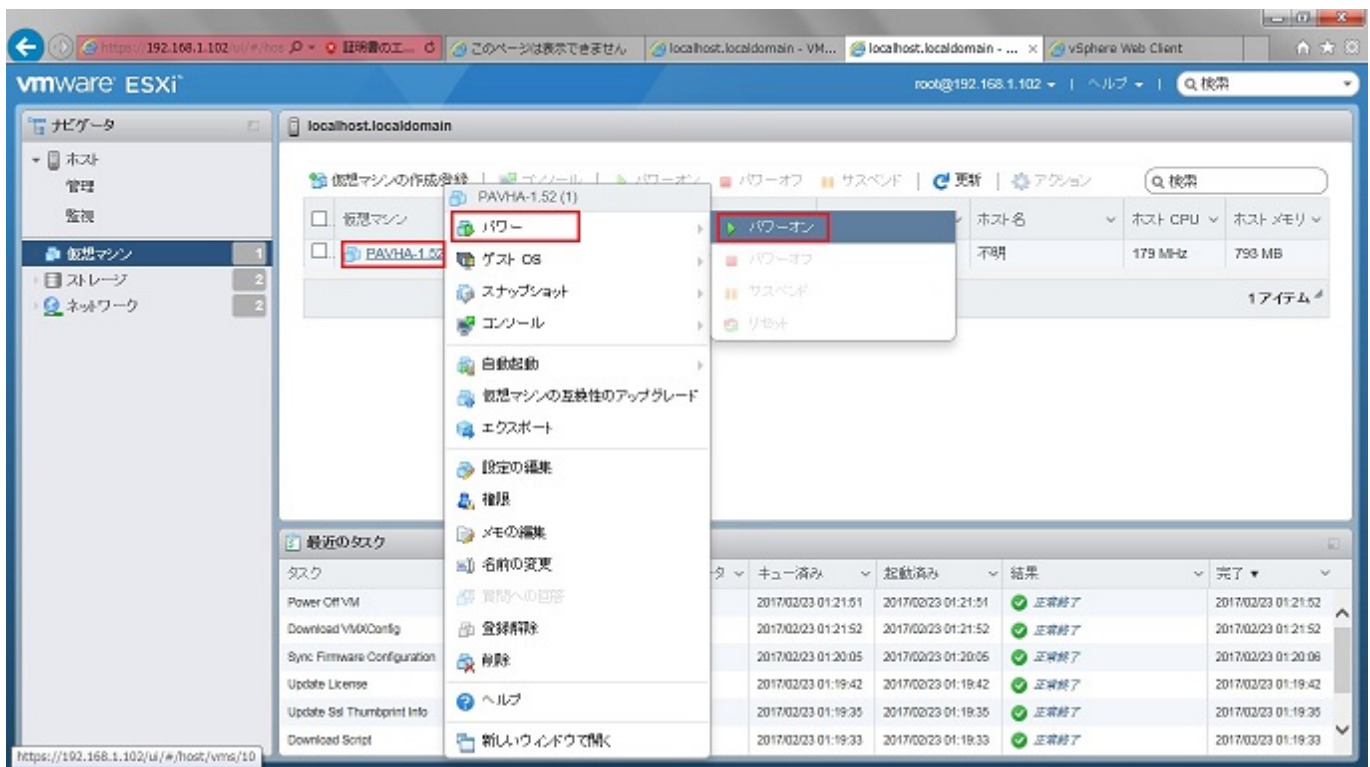 https://192.168.1.102/ui/#/hos
証明書のエ...
このページは表示できません
localhost.localdomain - VM...
localhost.localdomain - ...
vSphere Web Client
vmware ESXi
root@192.168.1.102
ヘルプ
検索
ナビゲータ
localhost.localdomain
ホスト
管理
監視
仮想マシン 1
ストレージ 2
ネットワーク 2
仮想マシンの作成/登録
コンソール
パワーオン
パワーオフ
サスペンド
更新
アクション
検索
仮想マシン
ホスト名
ホスト CPU
ホスト メモリ
PAVHA-1.52
不明
179 MHz
793 MB
1 アイテム
PAVHA-1.52 (1)
パワー
ゲスト OS
スナップショット
コンソール
自動起動
仮想マシンの互換性のアップグレード
エクスポート
設定の編集
権限
メモの編集
名前の変更
質問への回答
登録解除
削除
ヘルプ
新しいウィンドウで開く
パワーオン
パワーオフ
サスペンド
リセット
最近のタスク
タスク
ータ
キュー済み
起動済み
結果
完了▼
Power Off VM 2017/02/23 01:21:51 2017/02/23 01:21:51 正常終了 2017/02/23 01:21:52
Download VMXConfig 2017/02/23 01:21:52 2017/02/23 01:21:52 正常終了 2017/02/23 01:21:52
Sync Firmware Configuration 2017/02/23 01:20:05 2017/02/23 01:20:05 正常終了 2017/02/23 01:20:06
Update License 2017/02/23 01:19:42 2017/02/23 01:19:42 正常終了 2017/02/23 01:19:42
Update Ssl Thumbprint Info 2017/02/23 01:19:35 2017/02/23 01:19:35 正常終了 2017/02/23 01:19:35
Download Script 2017/02/23 01:19:33 2017/02/23 01:19:33 正常終了 2017/02/23 01:19:33
https://192.168.1.102/ui/#/host/vms/10